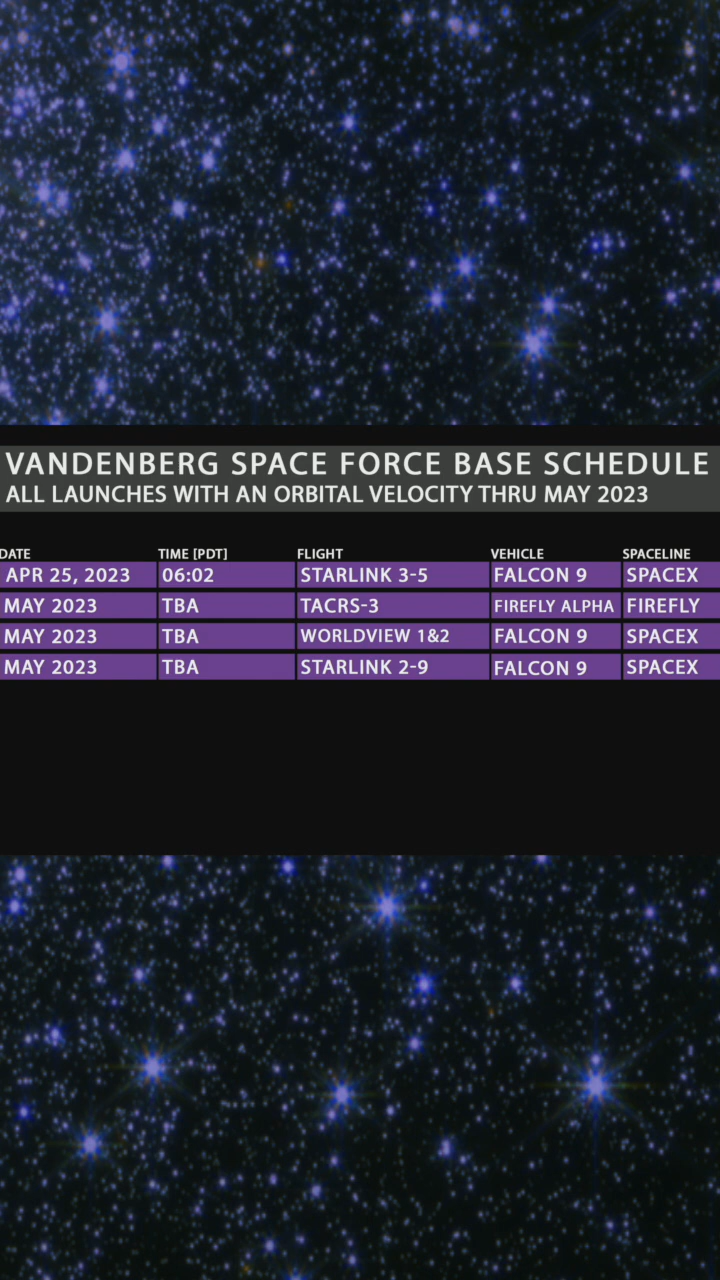 VANDENBERG SPACE FORCE BASE SCHEDULE
ALL LAUNCHES WITH AN ORBITAL VELOCITY THRU MAY 2023
DATE TIME [PDT] FLIGHT VEHICLE SPACELINE
APR 25, 2023 06:02 STARLINK 3-5 FALCON 9 SPACEX
MAY 2023 TBA TACRS-3 FIREFLY ALPHA FIREFLY
MAY 2023 TBA WORLDVIEW 1&2 FALCON 9 SPACEX
MAY 2023 TBA STARLINK 2-9 FALCON 9 SPACEX